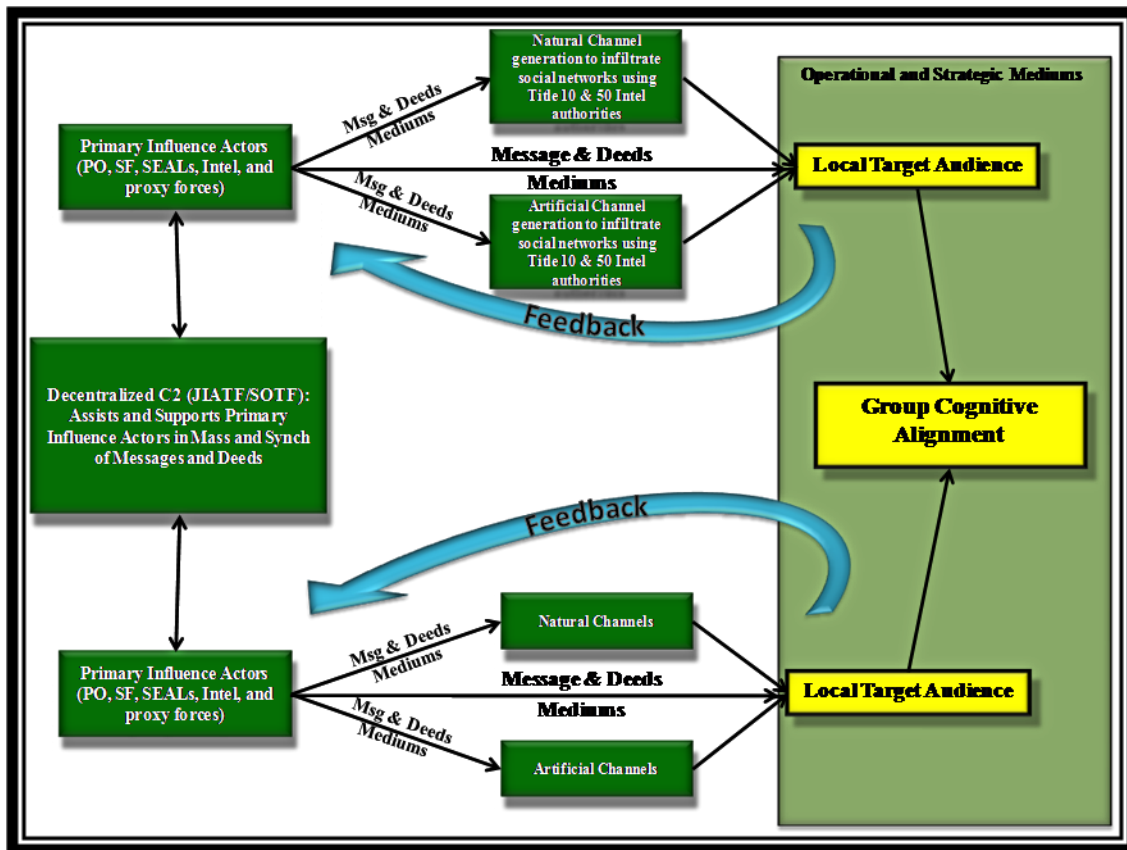 Natural Channel
generation to infiltrate
social networks using
Title 10 & 50 Intel
authorities
Operational and Strategic Mediums
Msg & Deeds
Mediums
Primary Influence Actors
(PO, SF, SEALs, Intel, and
proxy forces)
Message & Deeds
Mediums
Local Target Audience
Msg & Deeds
Mediums
Artificial Channel
generation to infiltrate
social networks using
Title 10 & 50 Intel
authorities
Feedback
Decentralized C2 (JIATF/SOTF):
Assists and Supports Primary
Influence Actors in Mass and Synch
of Messages and Deeds
Group Cognitive
Alignment
Feedback
Natural Channels
Msg & Deeds
Mediums
Primary Influence Actors
(PO, SF, SEALs, Intel, and
proxy forces)
Message & Deeds
Mediums
Local Target Audience
Msg & Deeds
Mediums
Artificial Channels